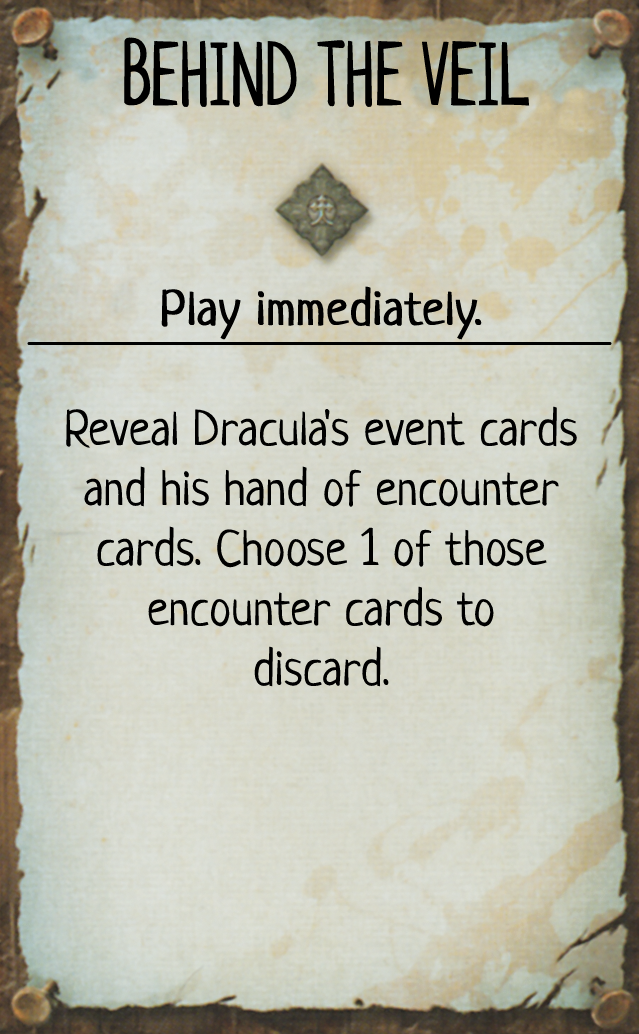 BEHIND THE VEIL
Play immediately.
Reveal Dracula's event cards
and his hand of encounter
cards. Choose 1 of those
encounter cards to
discard.